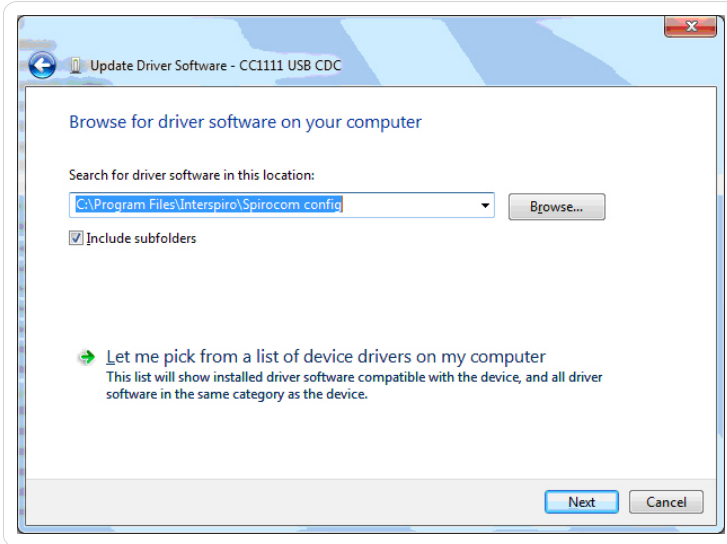 Update Driver Software - CC1111 USB CDC
Browse for driver software on your computer
Search for driver software in this location:
C:\Program Files\Interspiro\Spirocom config
Browse...
Include subfolders
Let me pick from a list of device drivers on my computer
This list will show installed driver software compatible with the device, and all driver
software in the same category as the device.
Next
Cancel